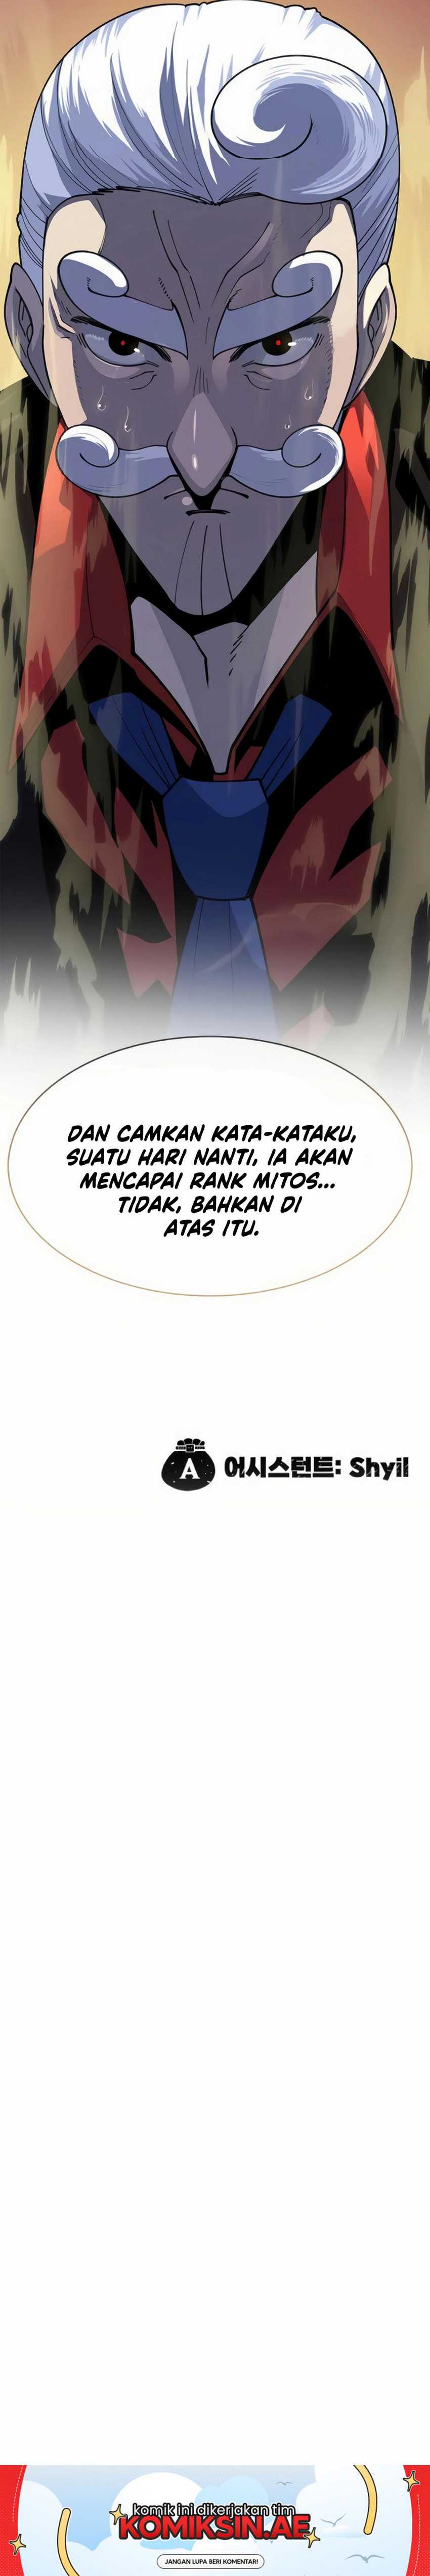 DAN CAMKAN KATA-KATAKU,
SUATU HARI NANTI, IA AKAN
MENCAPAI RANK MITOS...
TIDAK, BAHKAN DI
ATAS ITU.
A 어시스턴트: Shyil
komik ini dikerjakan tim
KOMIKSIN.AE
JANGAN LUPA BERI KOMENTAR!